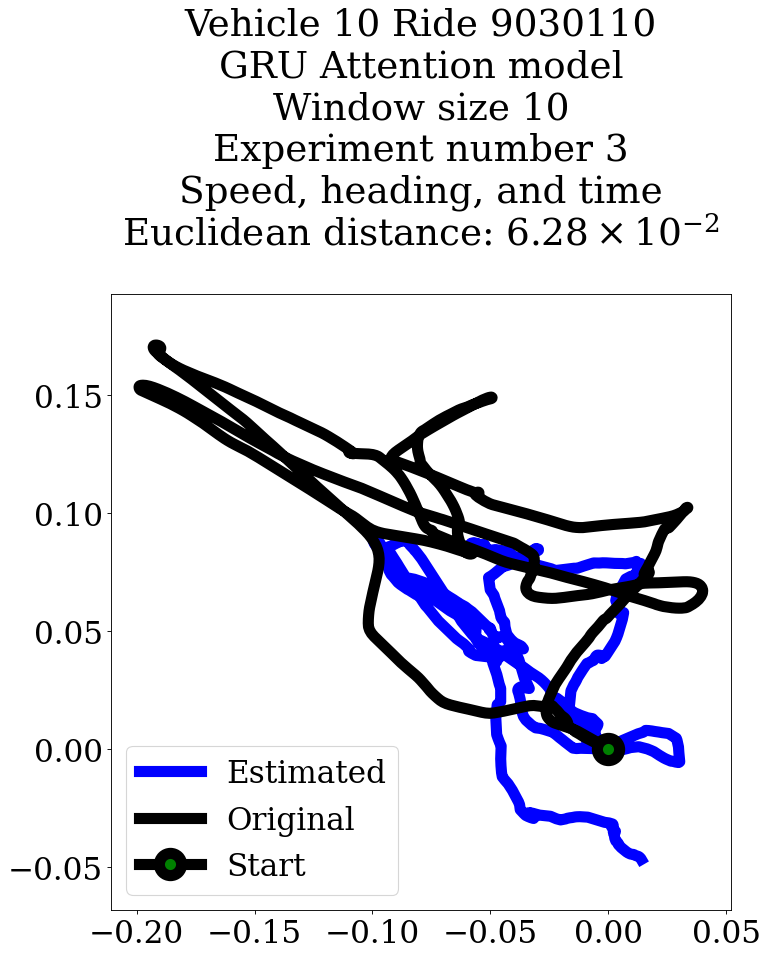 Vehicle 10 Ride 9030110
GRU Attention model
Window size 10
Experiment number 3
Speed, heading, and time
Euclidean distance: 6.28 × 10⁻²
0.15
0.10
0.05
0.00
−0.05
Estimated
Original
Start
−0.20 −0.15 −0.10 −0.05 0.00 0.05